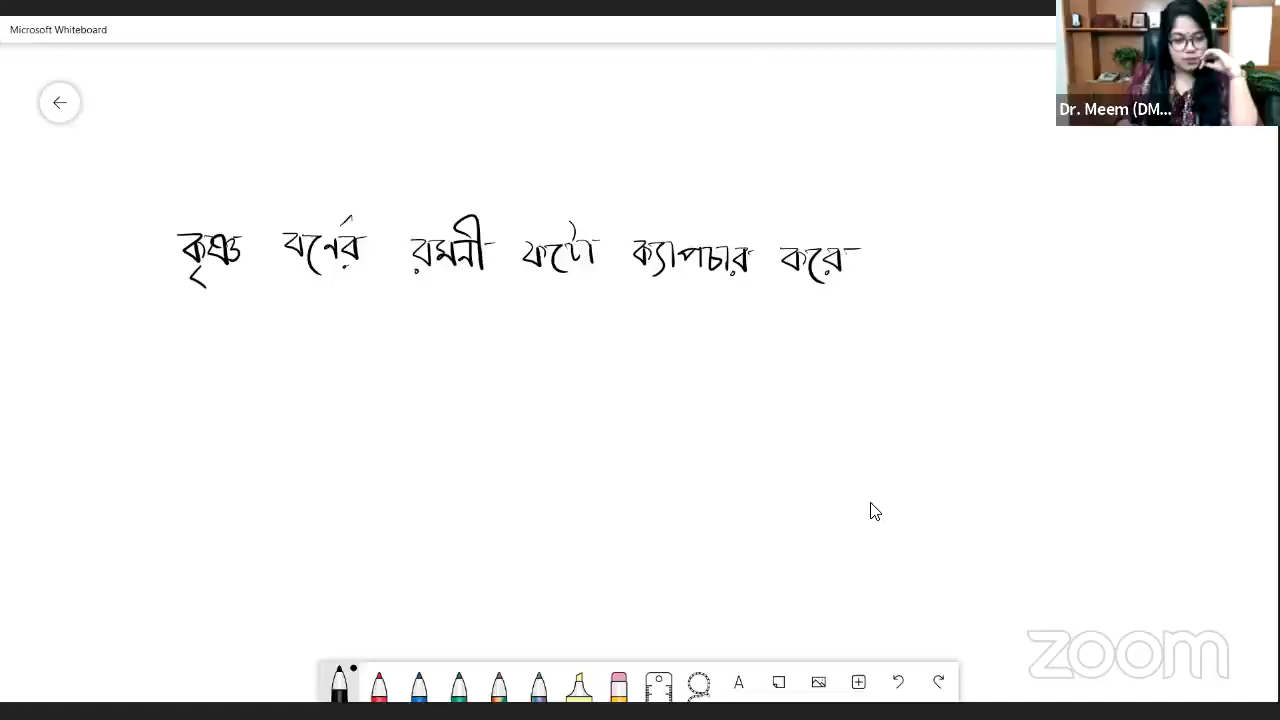 Microsoft Whiteboard
Dr. Meem (DM...
কৃষ্ণ বর্নের রমনী ফটো ক্যাপচার করে
A
zoom